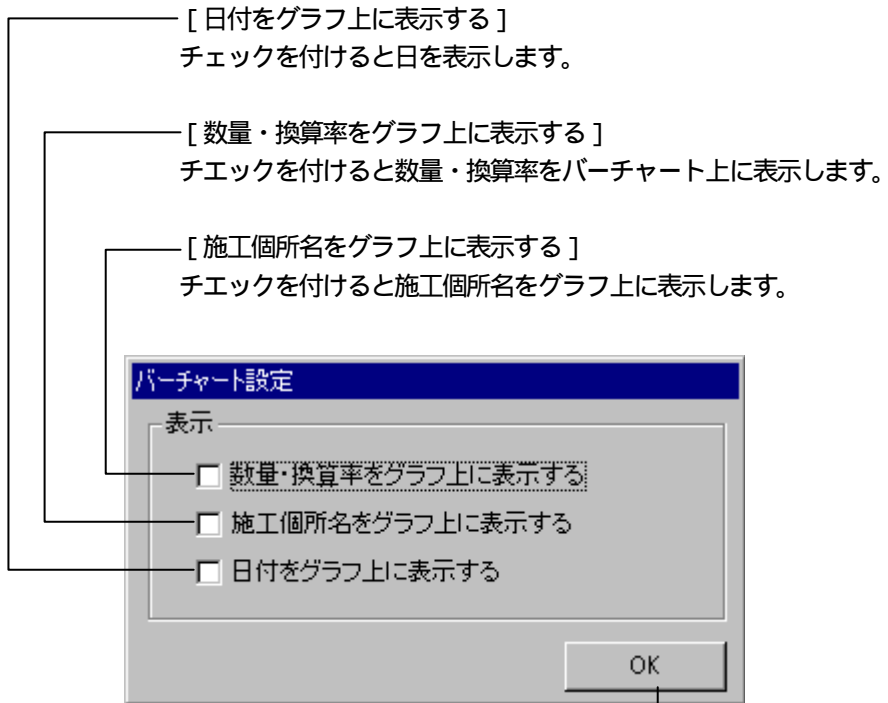 [ 日付をグラフ上に表示する ]
チェックを付けると日を表示します。
[ 数量・換算率をグラフ上に表示する ]
チエックを付けると数量・換算率をバーチャート上に表示します。
[ 施工個所名をグラフ上に表示する ]
チエックを付けると施工個所名をグラフ上に表示します。
バーチャート設定
表示
数量・換算率をグラフ上に表示する
施工個所名をグラフ上に表示する
日付をグラフ上に表示する
OK